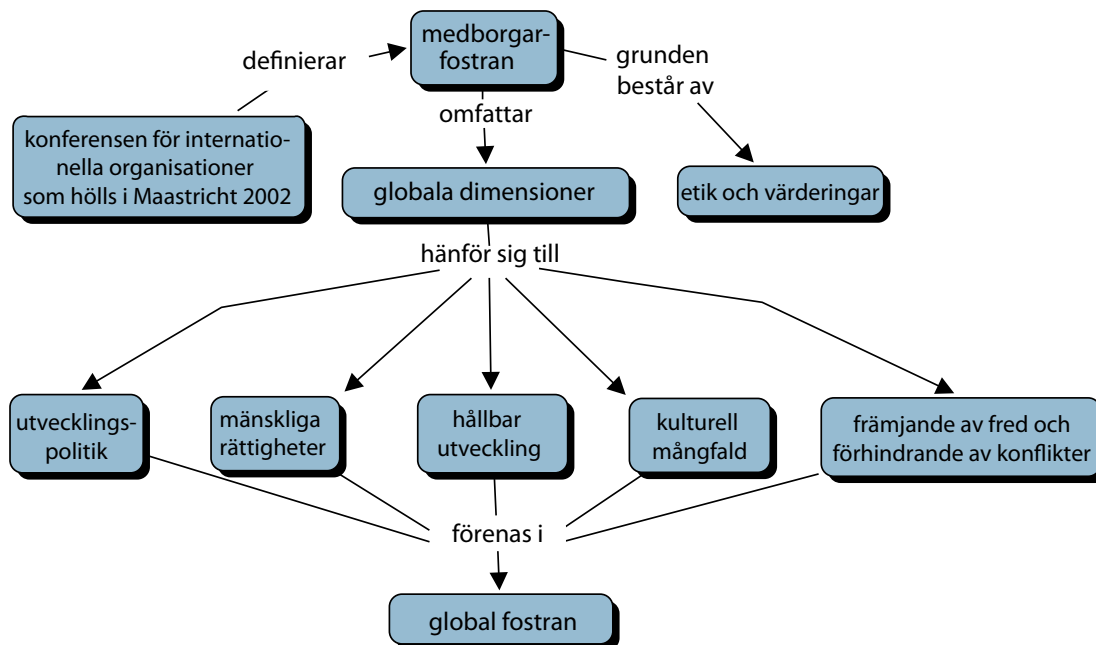 medborgar-
fostran
definierar
grunden
består av
omfattar
konferensen för internatio-
nella organisationer
som hölls i Maastricht 2002
globala dimensioner
etik och värderingar
hänför sig till
utvecklings-
politik
mänskliga
rättigheter
hållbar
utveckling
kulturell
mångfald
främjande av fred och
förhindrande av konflikter
förenas i
global fostran